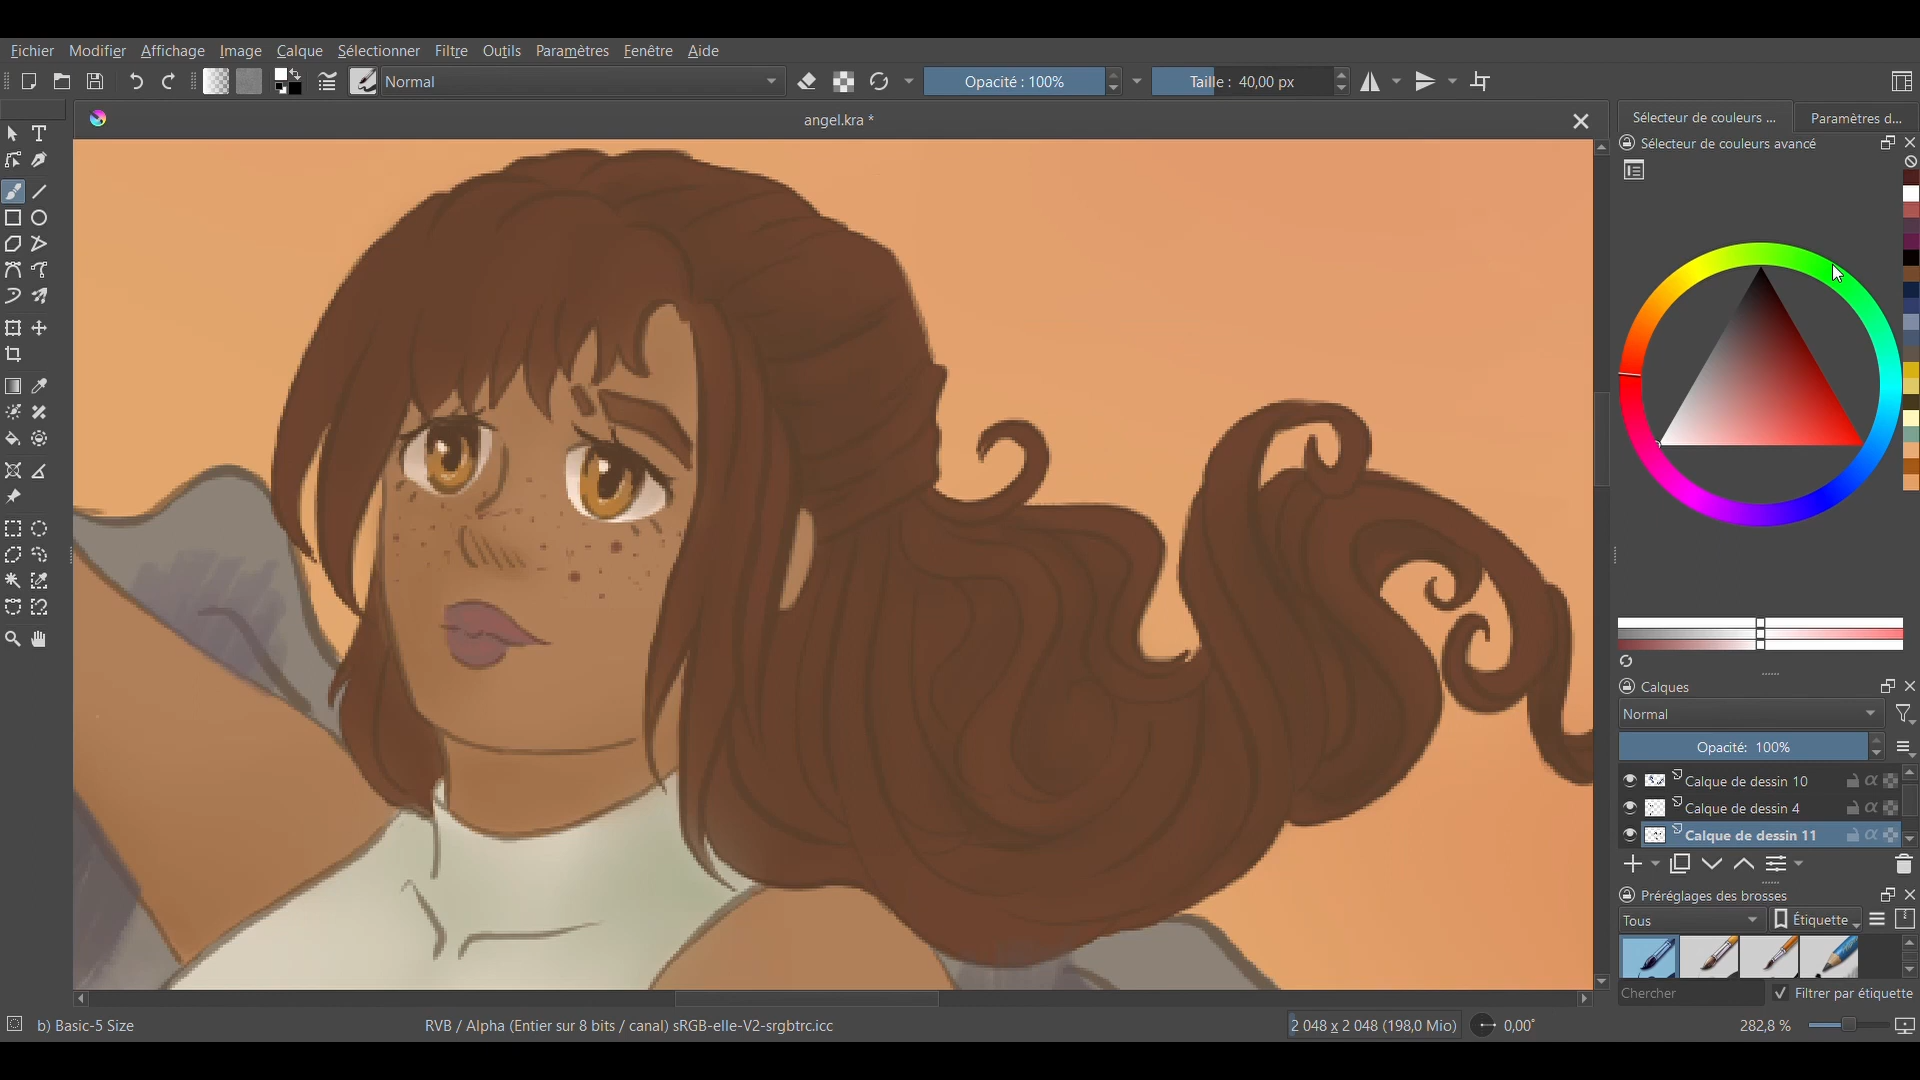 Fichier Modifier Affichage Image Calque Sélectionner Filtre Outils Paramètres Fenêtre Aide
Normal Opacité : 100% Taille : 40,00 px
angel.kra *
Sélecteur de couleurs ... Paramètres d...
Sélecteur de couleurs avancé
Calques
Normal
Opacité: 100%
Calque de dessin 10
Calque de dessin 4
Calque de dessin 11
Préréglages des brosses
Tous Étiquette
Chercher Filtrer par étiquette
b) Basic-5 Size RVB / Alpha (Entier sur 8 bits / canal) sRGB-elle-V2-srgbtrc.icc 2 048 x 2 048 (198,0 Mio) 0,00° 282,8 %